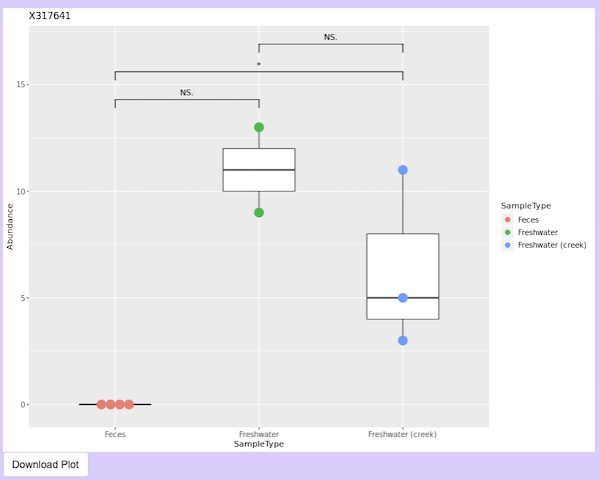 X317641
NS.
*
NS.
15
10
5
0
Abundance
Feces
Freshwater
Freshwater (creek)
SampleType
SampleType
Feces
Freshwater
Freshwater (creek)
Download Plot